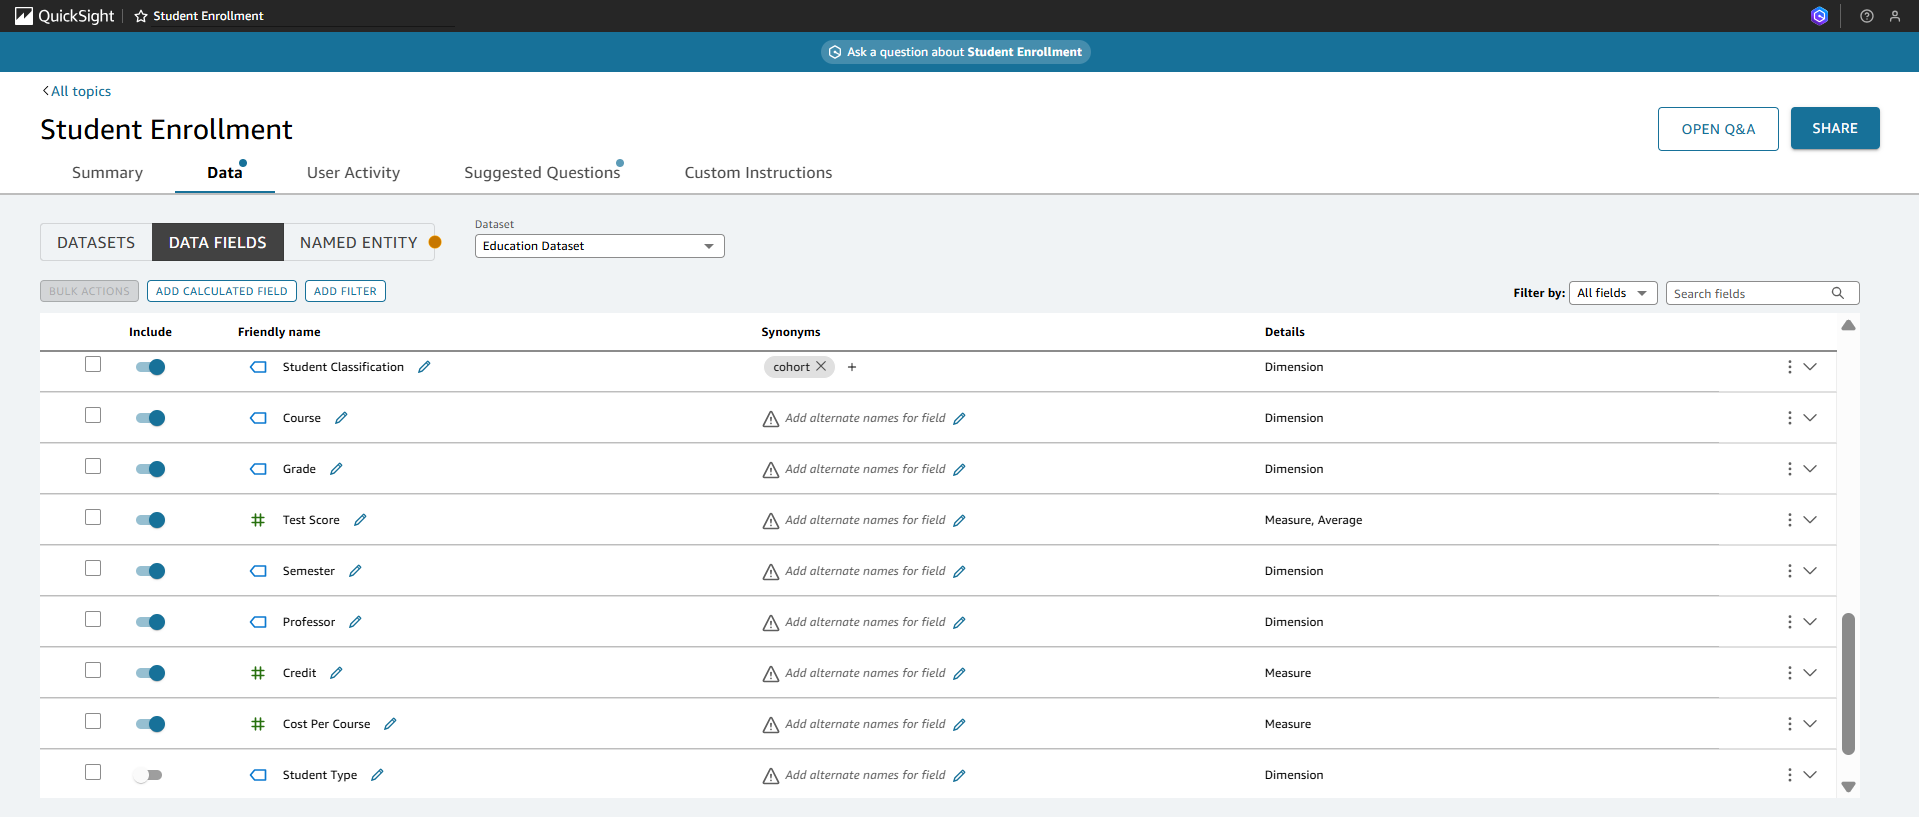 QuickSight Student Enrollment
Ask a question about Student Enrollment
All topics
Student Enrollment
OPEN Q&A SHARE
Summary Data User Activity Suggested Questions Custom Instructions
DATASETS DATA FIELDS NAMED ENTITY
Dataset
Education Dataset
BULK ACTIONS ADD CALCULATED FIELD ADD FILTER
Filter by: All fields Search fields
Include Friendly name Synonyms Details
Student Classification cohort Dimension
Course Add alternate names for field Dimension
Grade Add alternate names for field Dimension
Test Score Add alternate names for field Measure, Average
Semester Add alternate names for field Dimension
Professor Add alternate names for field Dimension
Credit Add alternate names for field Measure
Cost Per Course Add alternate names for field Measure
Student Type Add alternate names for field Dimension